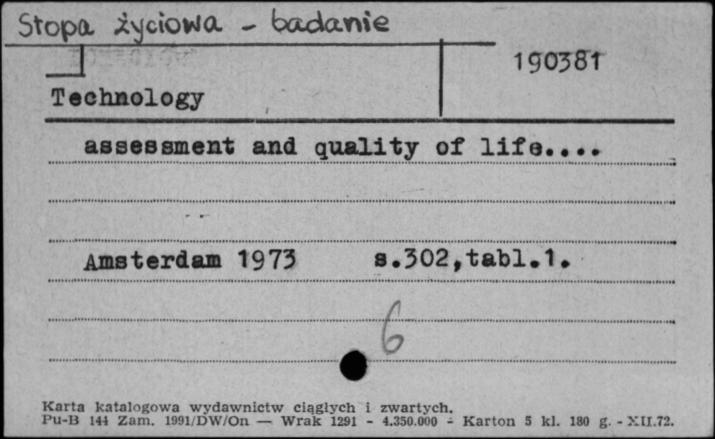 Stopa życiowa - badanie
190381
Technology
assessment and quality of life....
Amsterdam 1973 s.302,tabl.1.
6
Karta katalogowa wydawnictw ciągłych i zwartych.
Pu-B 144 Zam. 1991/DW/On — Wrak 1291 - 4.350.000 - Karton 5 kl. 180 g. - XII.72.